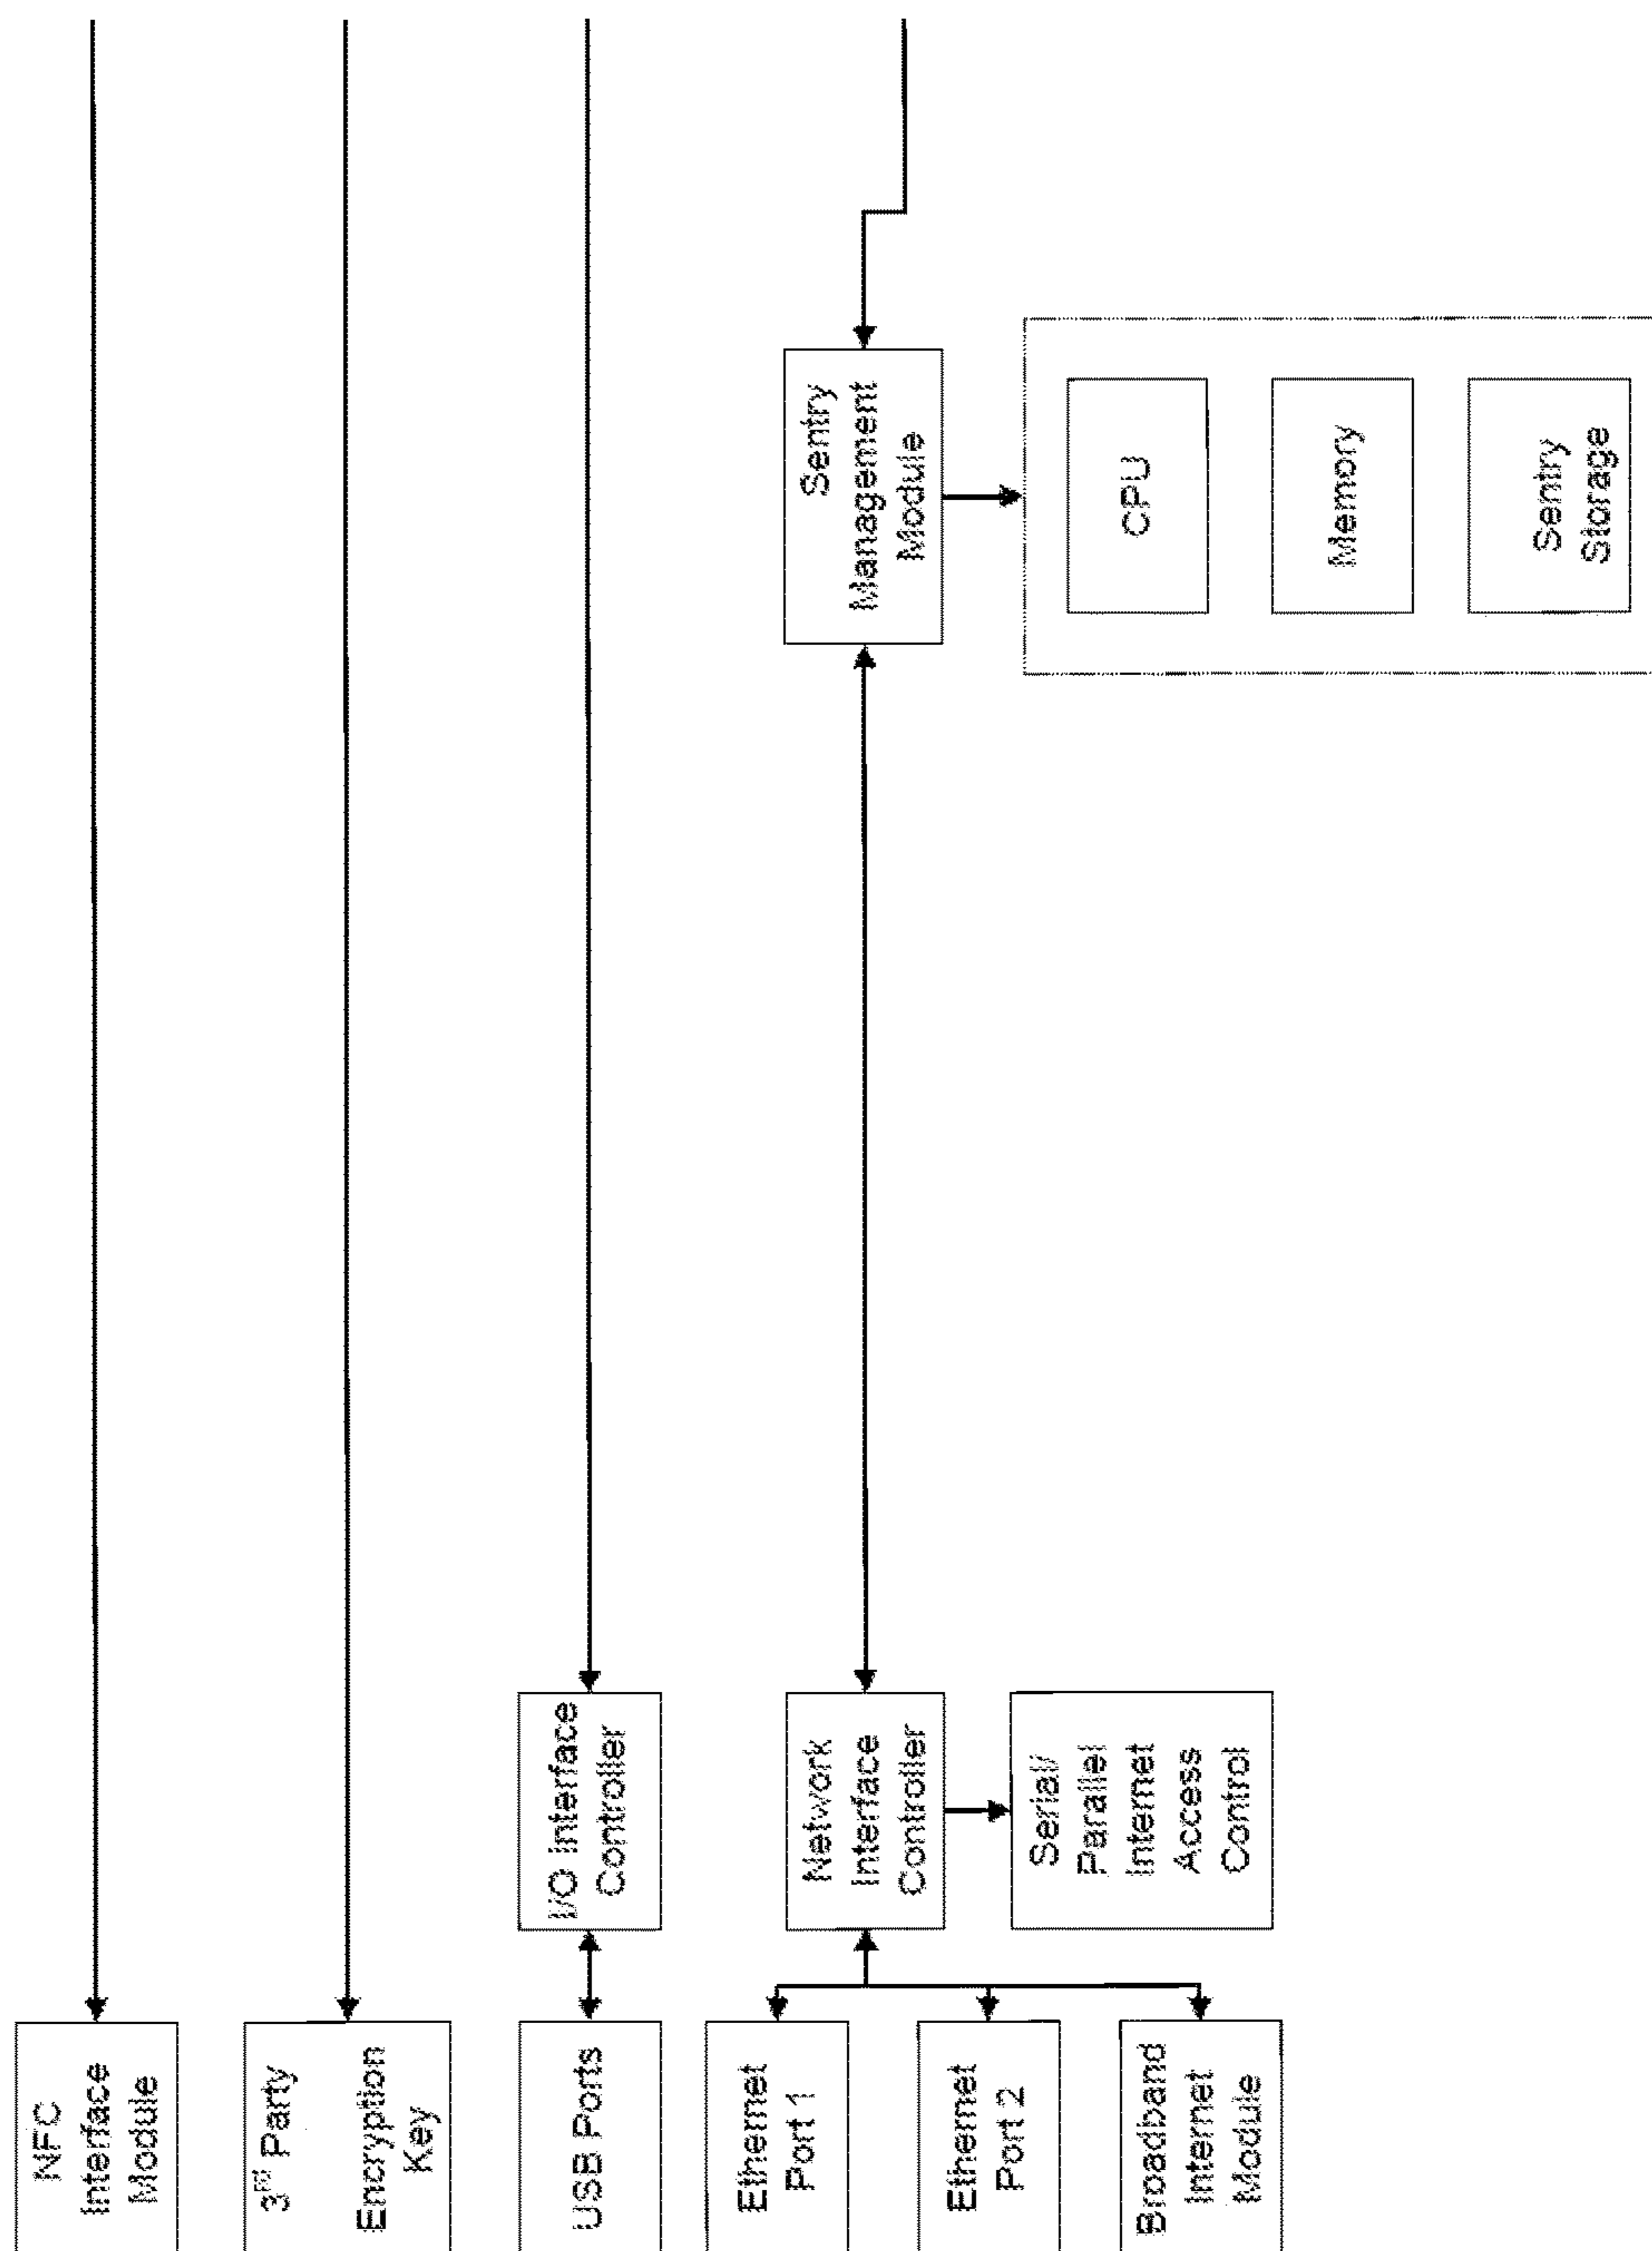 NFC
Interface
Module
3rd Party
Encryption
Key
USB Ports
Ethernet
Port 1
Ethernet
Port 2
Broadband
Internet
Module
I/O Interface
Controller
Network
Interface
Controller
Serial/
Parallel
Internet
Access
Control
Sentry
Management
Module
CPU
Memory
Sentry
Storage